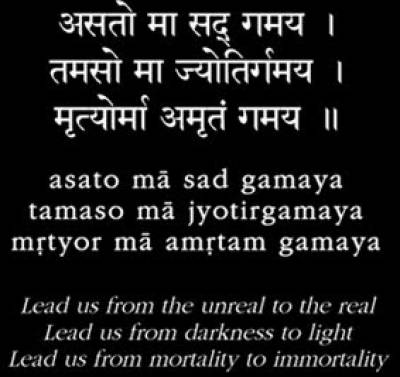 असतो मा सद् गमय ।
तमसो मा ज्योतिर्गमय ।
मृत्योर्मा अमृतं गमय ॥
asato mā sad gamaya
tamaso mā jyotirgamaya
mṛtyor mā amṛtam gamaya
Lead us from the unreal to the real
Lead us from darkness to light
Lead us from mortality to immortality